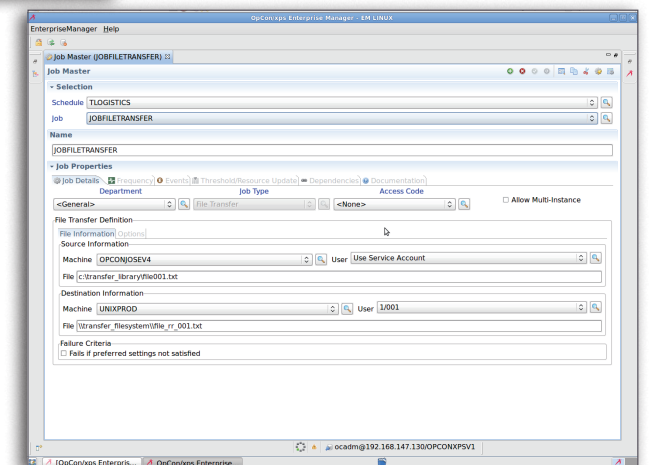 OpCon/xps Enterprise Manager - EM LINUX
EnterpriseManager Help
Job Master (JOBFILETRANSFER)
Job Master
Selection
Schedule TLOGISTICS
Job JOBFILETRANSFER
Name
JOBFILETRANSFER
Job Properties
Job Details Frequency Events Threshold/Resource Update Dependencies Documentation
Department Job Type Access Code
<General> File Transfer <None> Allow Multi-Instance
File Transfer Definition
File Information Options
Source Information
Machine OPCONJOSEV4 User Use Service Account
File c:\transfer_library\file001.txt
Destination Information
Machine UNIXPROD User 1/001
File \\transfer_filesystem\\file_rr_001.txt
Failure Criteria
Fails if preferred settings not satisfied
ocadm@192.168.147.130/OPCONXPSV1
[OpCon/xps Enterpris... OpCon/xps Enterprise...